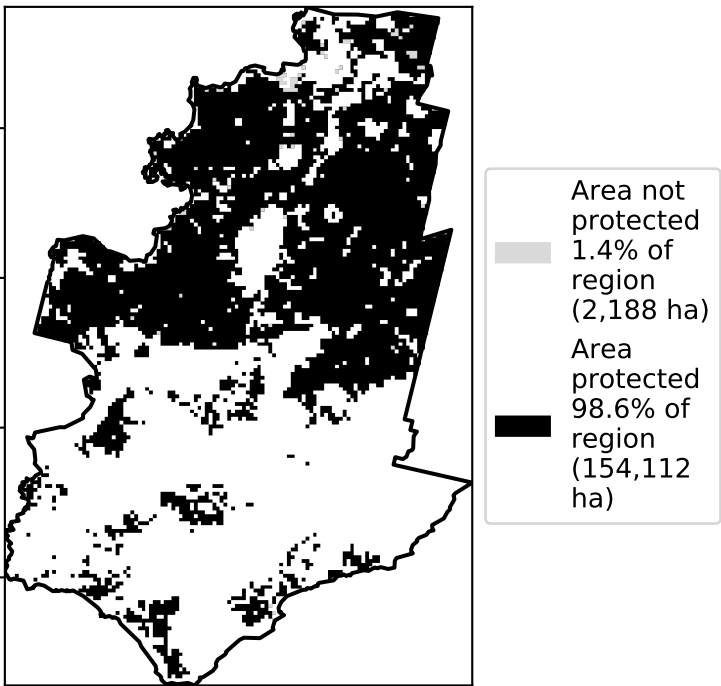 Area not
protected
1.4% of
region
(2,188 ha)
Area
protected
98.6% of
region
(154,112
ha)